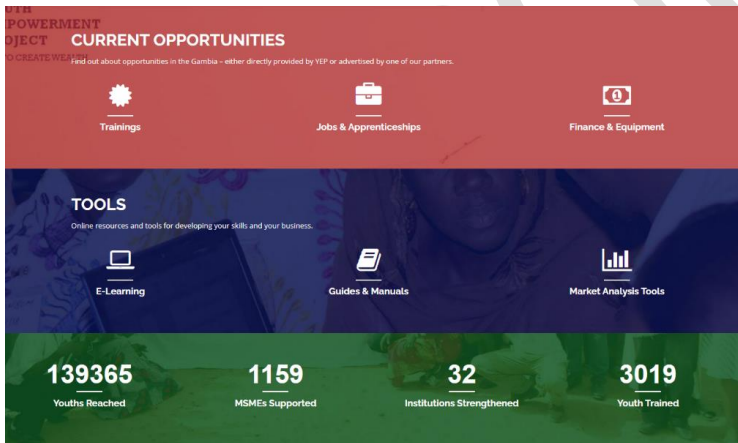 POWERMENT
CURRENT OPPORTUNITIES
TO CREATE WEALTH
Find out about opportunities in the Gambia – either directly provided by YEP or advertised by one of our partners.
1
Trainings
Jobs & Apprenticeships
Finance & Equipment
TOOLS
Online resources and tools for developing your skills and your business.
E-Learning
Guides & Manuals
Market Analysis Tools
139365
1159
32
3019
Youths Reached
MSMEs Supported
Institutions Strengthened
Youth Trained